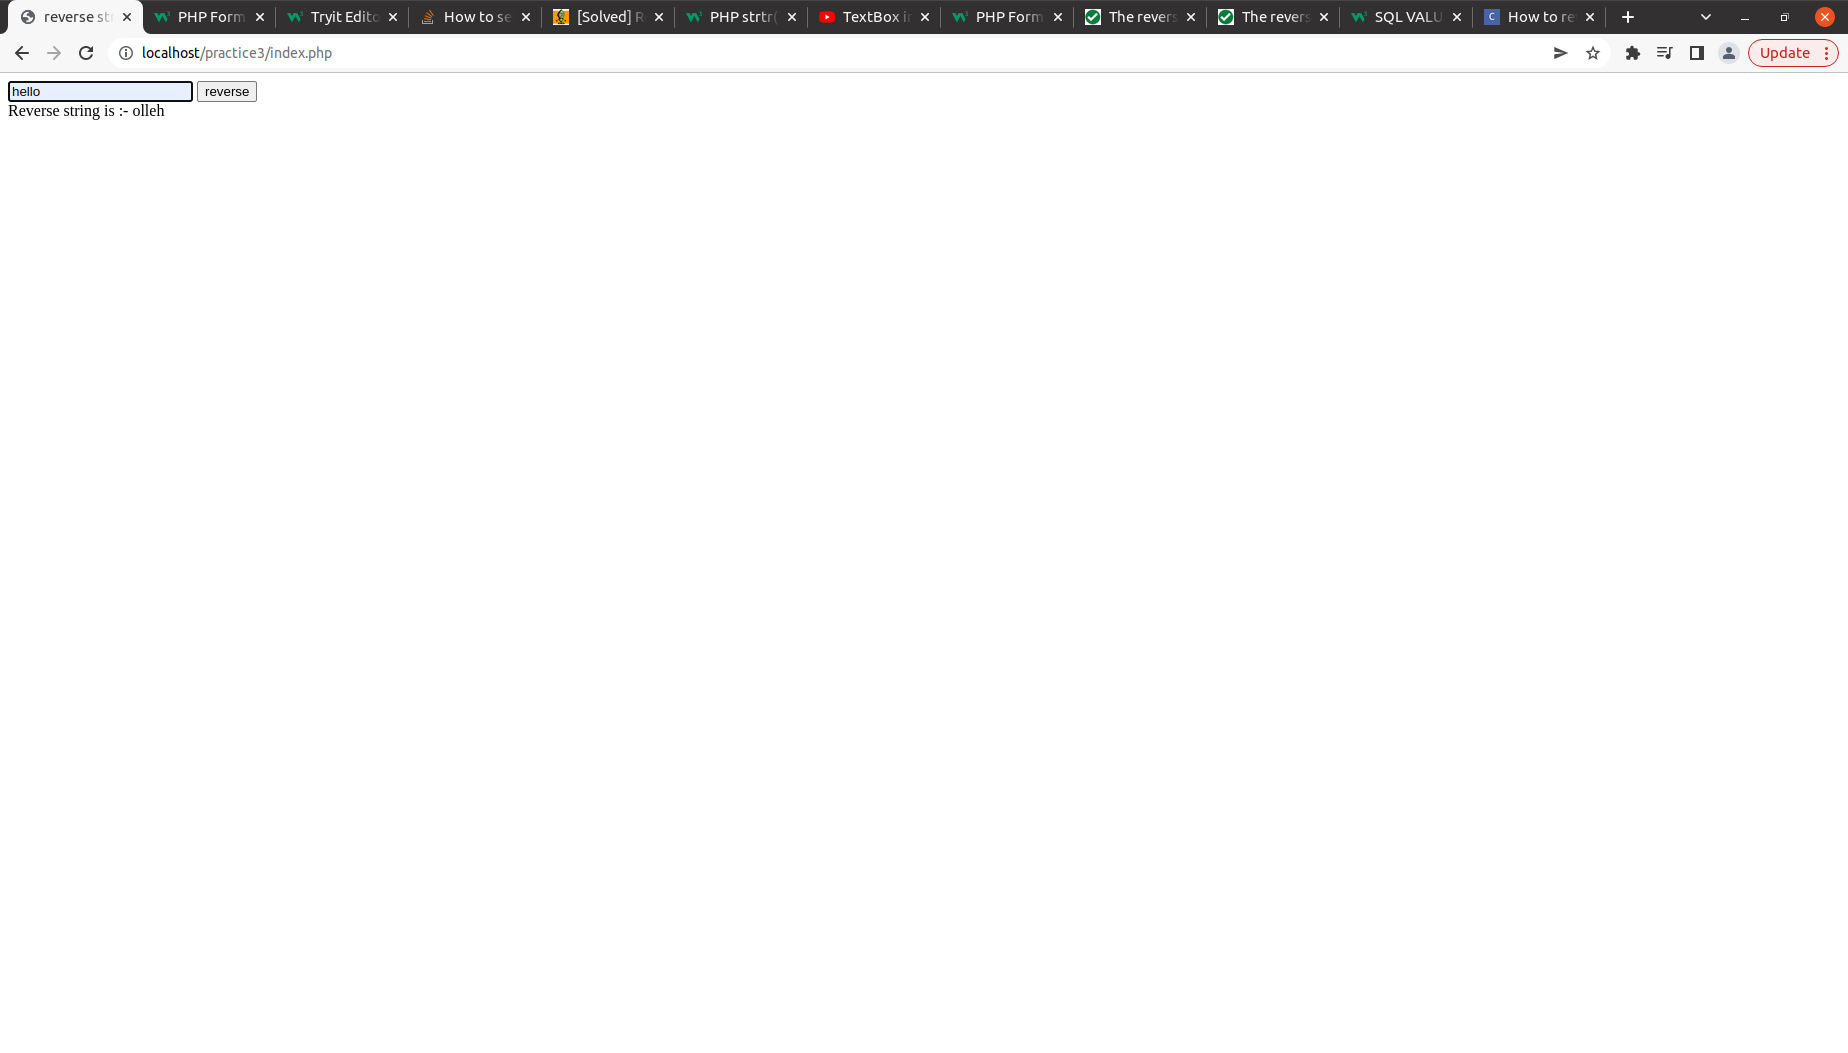 reverse str
PHP Form
Tryit Edito
How to se
[Solved] R
PHP strtr(
TextBox in
PHP Form
The revers
The revers
SQL VALU
C How to re
localhost/practice3/index.php
Update
hello reverse
Reverse string is :- olleh